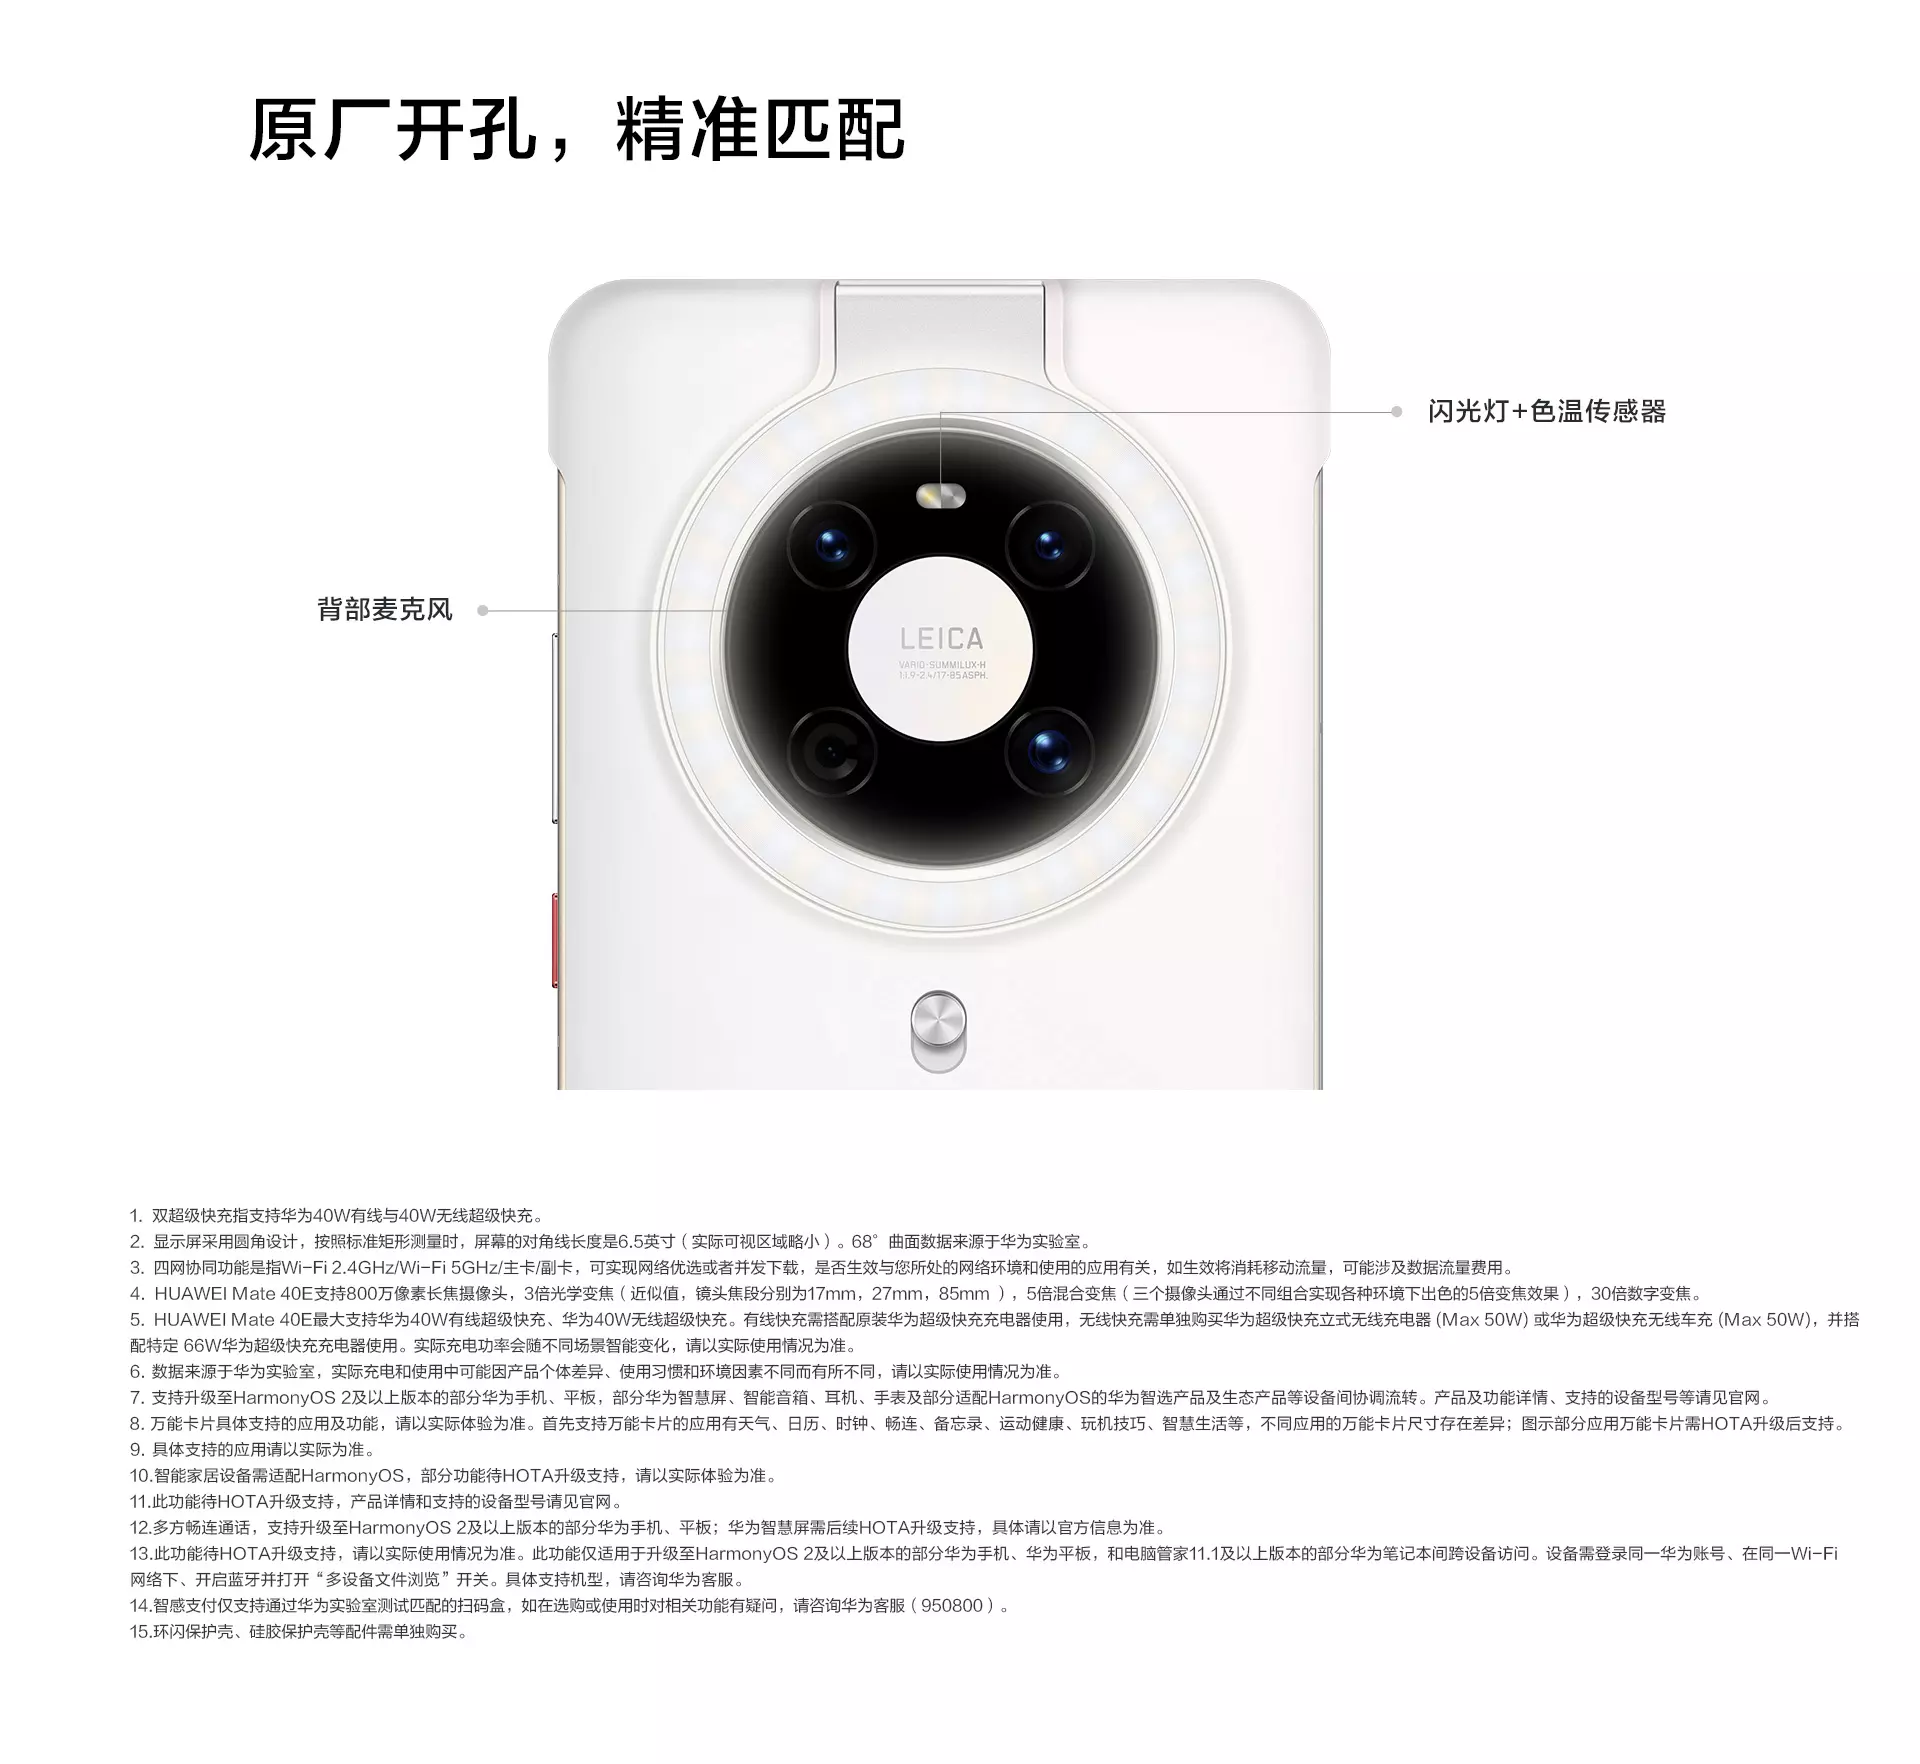 原厂开孔，精准匹配
闪光灯+色温传感器
背部麦克风
LEICA
VARIO-SUMMILUX-H
1:1.9-2.4/17-85 ASPH.
1. 双超级快充指支持华为40W有线与40W无线超级快充。
2. 显示屏采用圆角设计，按照标准矩形测量时，屏幕的对角线长度是6.5英寸（实际可视区域略小）。68°曲面数据来源于华为实验室。
3. 四网协同功能是指Wi-Fi 2.4GHz/Wi-Fi 5GHz/主卡/副卡，可实现网络优选或者并发下载，是否生效与您所处的网络环境和使用的应用有关，如生效将消耗移动流量，可能涉及数据流量费用。
4. HUAWEI Mate 40E支持800万像素长焦摄像头，3倍光学变焦（近似值，镜头焦段分别为17mm，27mm，85mm ），5倍混合变焦（三个摄像头通过不同组合实现各种环境下出色的5倍变焦效果），30倍数字变焦。
5. HUAWEI Mate 40E最大支持华为40W有线超级快充、华为40W无线超级快充。有线快充需搭配原装华为超级快充充电器使用，无线快充需单独购买华为超级快充立式无线充电器 (Max 50W) 或华为超级快充无线车充 (Max 50W)，并搭
配特定 66W华为超级快充充电器使用。实际充电功率会随不同场景智能变化，请以实际使用情况为准。
6. 数据来源于华为实验室，实际充电和使用中可能因产品个体差异、使用习惯和环境因素不同而有所不同，请以实际使用情况为准。
7. 支持升级至HarmonyOS 2及以上版本的部分华为手机、平板，部分华为智慧屏、智能音箱、耳机、手表及部分适配HarmonyOS的华为智选产品及生态产品等设备间协调流转。产品及功能详情、支持的设备型号等请见官网。
8. 万能卡片具体支持的应用及功能，请以实际体验为准。首先支持万能卡片的应用有天气、日历、时钟、畅连、备忘录、运动健康、玩机技巧、智慧生活等，不同应用的万能卡片尺寸存在差异；图示部分应用万能卡片需HOTA升级后支持。
9. 具体支持的应用请以实际为准。
10.智能家居设备需适配HarmonyOS，部分功能待HOTA升级支持，请以实际体验为准。
11.此功能待HOTA升级支持，产品详情和支持的设备型号请见官网。
12.多方畅连通话，支持升级至HarmonyOS 2及以上版本的部分华为手机、平板；华为智慧屏需后续HOTA升级支持，具体请以官方信息为准。
13.此功能待HOTA升级支持，请以实际使用情况为准。此功能仅适用于升级至HarmonyOS 2及以上版本的部分华为手机、华为平板，和电脑管家11.1及以上版本的部分华为笔记本间跨设备访问。设备需登录同一华为账号、在同一Wi-Fi
网络下、开启蓝牙并打开“多设备文件浏览”开关。具体支持机型，请咨询华为客服。
14.智感支付仅支持通过华为实验室测试匹配的扫码盒，如在选购或使用时对相关功能有疑问，请咨询华为客服（950800）。
15.环闪保护壳、硅胶保护壳等配件需单独购买。